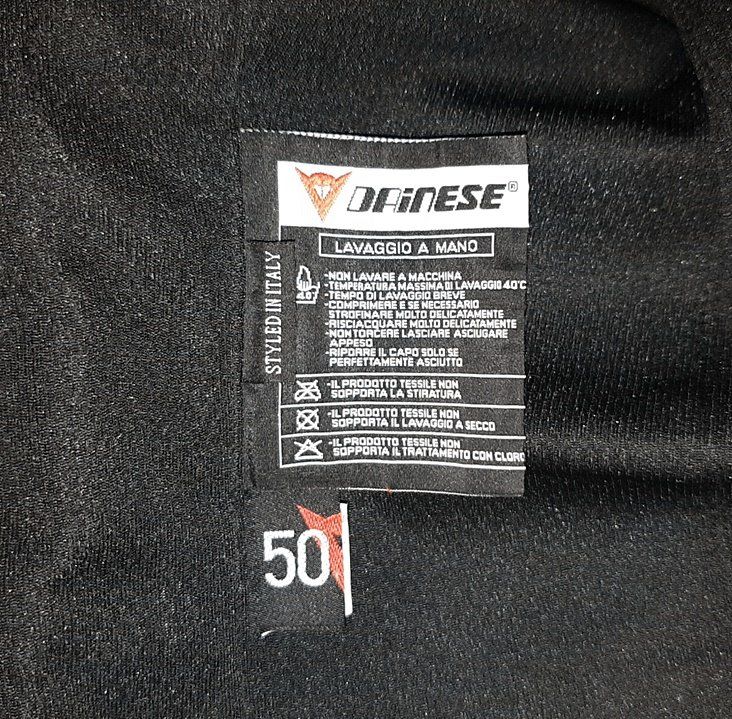 DAiNESE®
LAVAGGIO A MANO
STYLED IN ITALY
40°
-NON LAVARE A MACCHINA
-TEMPERATURA MASSIMA DI LAVAGGIO 40°C
-TEMPO DI LAVAGGIO BREVE
-COMPRIMERE E SE NECESSARIO
STROFINARE MOLTO DELICATAMENTE
-RISCIACQUARE MOLTO DELICATAMENTE
-NON TORCERE LASCIARE ASCIUGARE
APPESO
-RIPORRE IL CAPO SOLO SE
PERFETTAMENTE ASCIUTTO
-IL PRODOTTO TESSILE NON
SOPPORTA LA STIRATURA
-IL PRODOTTO TESSILE NON
SOPPORTA IL LAVAGGIO A SECCO
-IL PRODOTTO TESSILE NON
SOPPORTA IL TRATTAMENTO CON CLORO
50